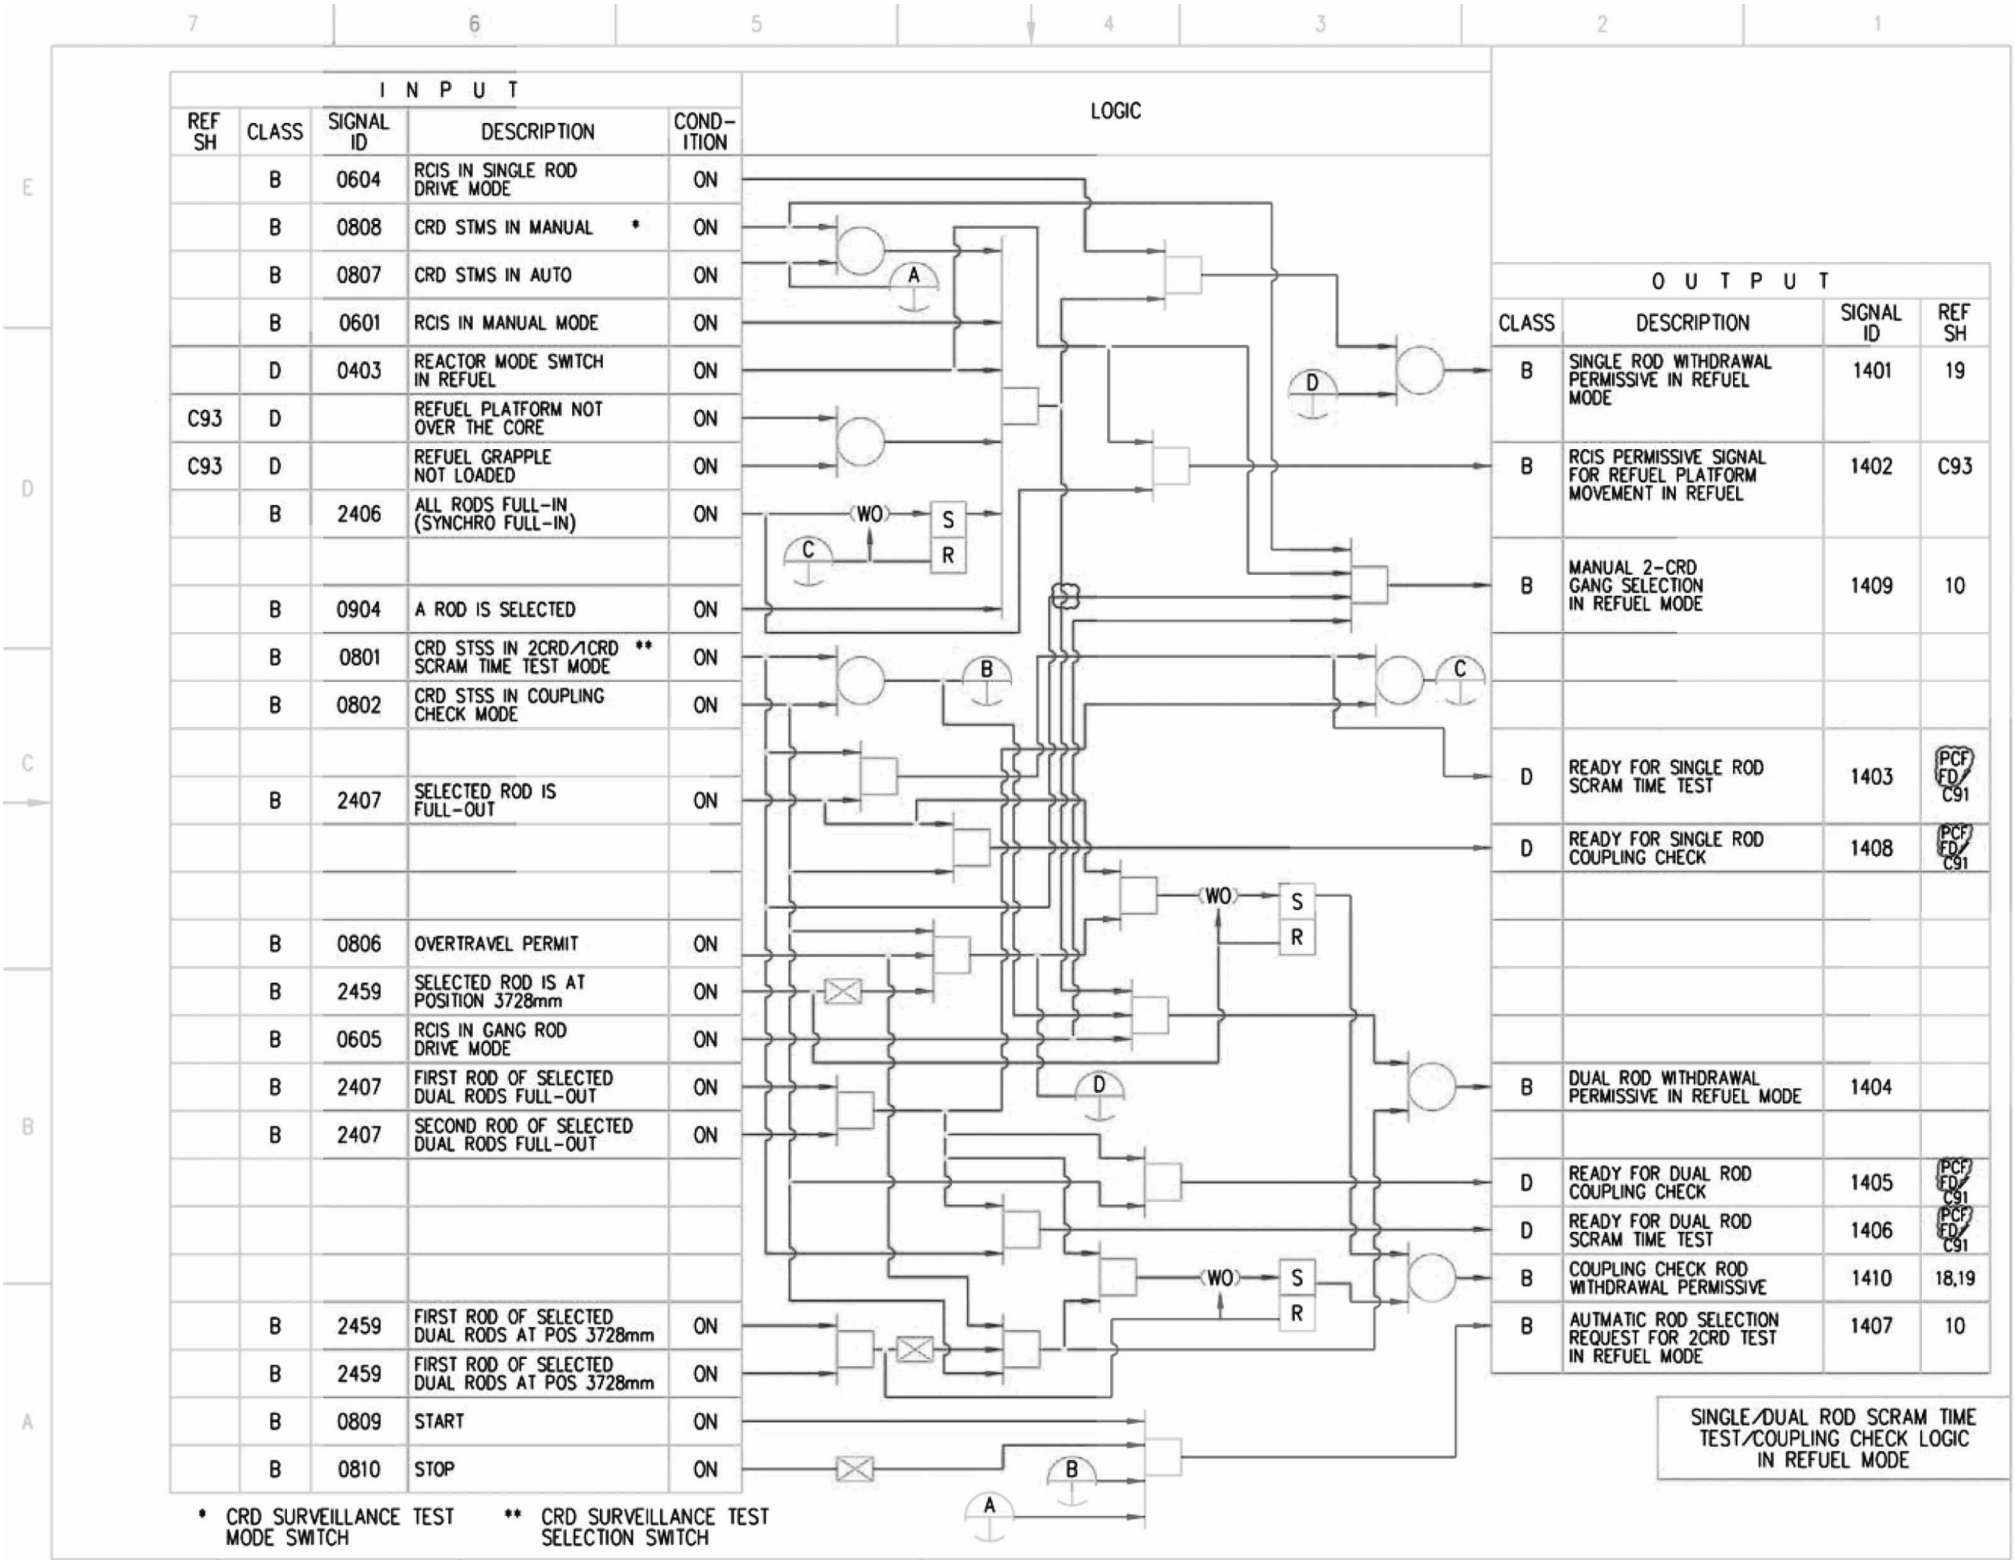 7 6 5 4 3 2 1
I N P U T
LOGIC
REF SH CLASS SIGNAL ID DESCRIPTION COND-ITION
E
B 0604 RCIS IN SINGLE ROD DRIVE MODE ON
B 0808 CRD STMS IN MANUAL * ON
B 0807 CRD STMS IN AUTO ON
A
B 0601 RCIS IN MANUAL MODE ON
D 0403 REACTOR MODE SWITCH IN REFUEL ON
C93 D REFUEL PLATFORM NOT OVER THE CORE ON
C93 D REFUEL GRAPPLE NOT LOADED ON
D
B 2406 ALL RODS FULL-IN (SYNCHRO FULL-IN) ON
(WO) S
C R
B 0904 A ROD IS SELECTED ON
B 0801 CRD STSS IN 2CRD/1CRD ** SCRAM TIME TEST MODE ON
B
B 0802 CRD STSS IN COUPLING CHECK MODE ON
C
B 2407 SELECTED ROD IS FULL-OUT ON
(WO) S
R
B 0806 OVERTRAVEL PERMIT ON
B 2459 SELECTED ROD IS AT POSITION 3728mm ON
B 0605 RCIS IN GANG ROD DRIVE MODE ON
B 2407 FIRST ROD OF SELECTED DUAL RODS FULL-OUT ON
D
B
B 2407 SECOND ROD OF SELECTED DUAL RODS FULL-OUT ON
(WO) S
R
B 2459 FIRST ROD OF SELECTED DUAL RODS AT POS 3728mm ON
B 2459 FIRST ROD OF SELECTED DUAL RODS AT POS 3728mm ON
A
B 0809 START ON
B 0810 STOP ON
B
A
O U T P U T
CLASS DESCRIPTION SIGNAL ID REF SH
D
B SINGLE ROD WITHDRAWAL PERMISSIVE IN REFUEL MODE 1401 19
B RCIS PERMISSIVE SIGNAL FOR REFUEL PLATFORM MOVEMENT IN REFUEL 1402 C93
B MANUAL 2-CRD GANG SELECTION IN REFUEL MODE 1409 10
C
D READY FOR SINGLE ROD SCRAM TIME TEST 1403 PCF FD/ C91
D READY FOR SINGLE ROD COUPLING CHECK 1408 PCF FD/ C91
B DUAL ROD WITHDRAWAL PERMISSIVE IN REFUEL MODE 1404
D READY FOR DUAL ROD COUPLING CHECK 1405 PCF FD/ C91
D READY FOR DUAL ROD SCRAM TIME TEST 1406 PCF FD/ C91
B COUPLING CHECK ROD WITHDRAWAL PERMISSIVE 1410 18,19
B AUTMATIC ROD SELECTION REQUEST FOR 2CRD TEST IN REFUEL MODE 1407 10
SINGLE/DUAL ROD SCRAM TIME
TEST/COUPLING CHECK LOGIC
IN REFUEL MODE
* CRD SURVEILLANCE TEST
MODE SWITCH
** CRD SURVEILLANCE TEST
SELECTION SWITCH